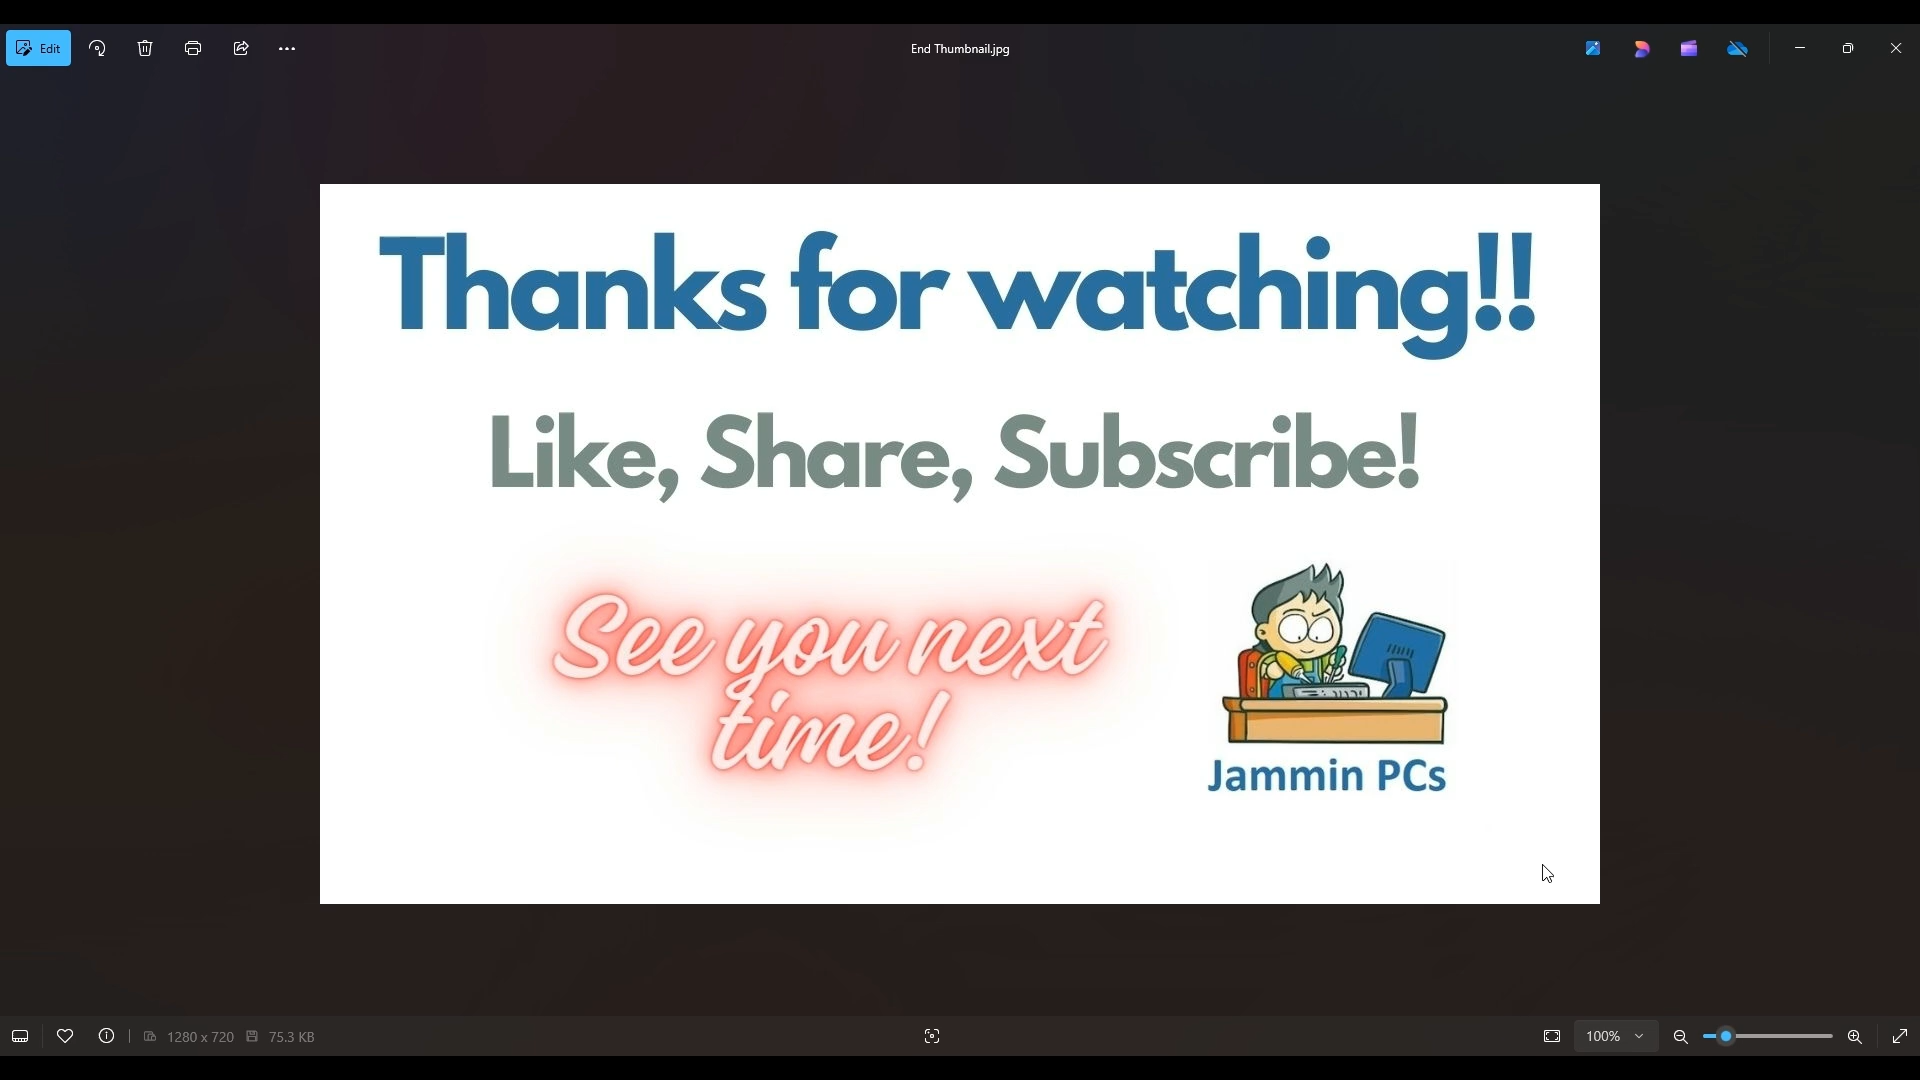 Edit
End Thumbnail.jpg
Thanks for watching!!
Like, Share, Subscribe!
See you next
time!
Jammin PCs
1280 x 720
75.3 KB
100%